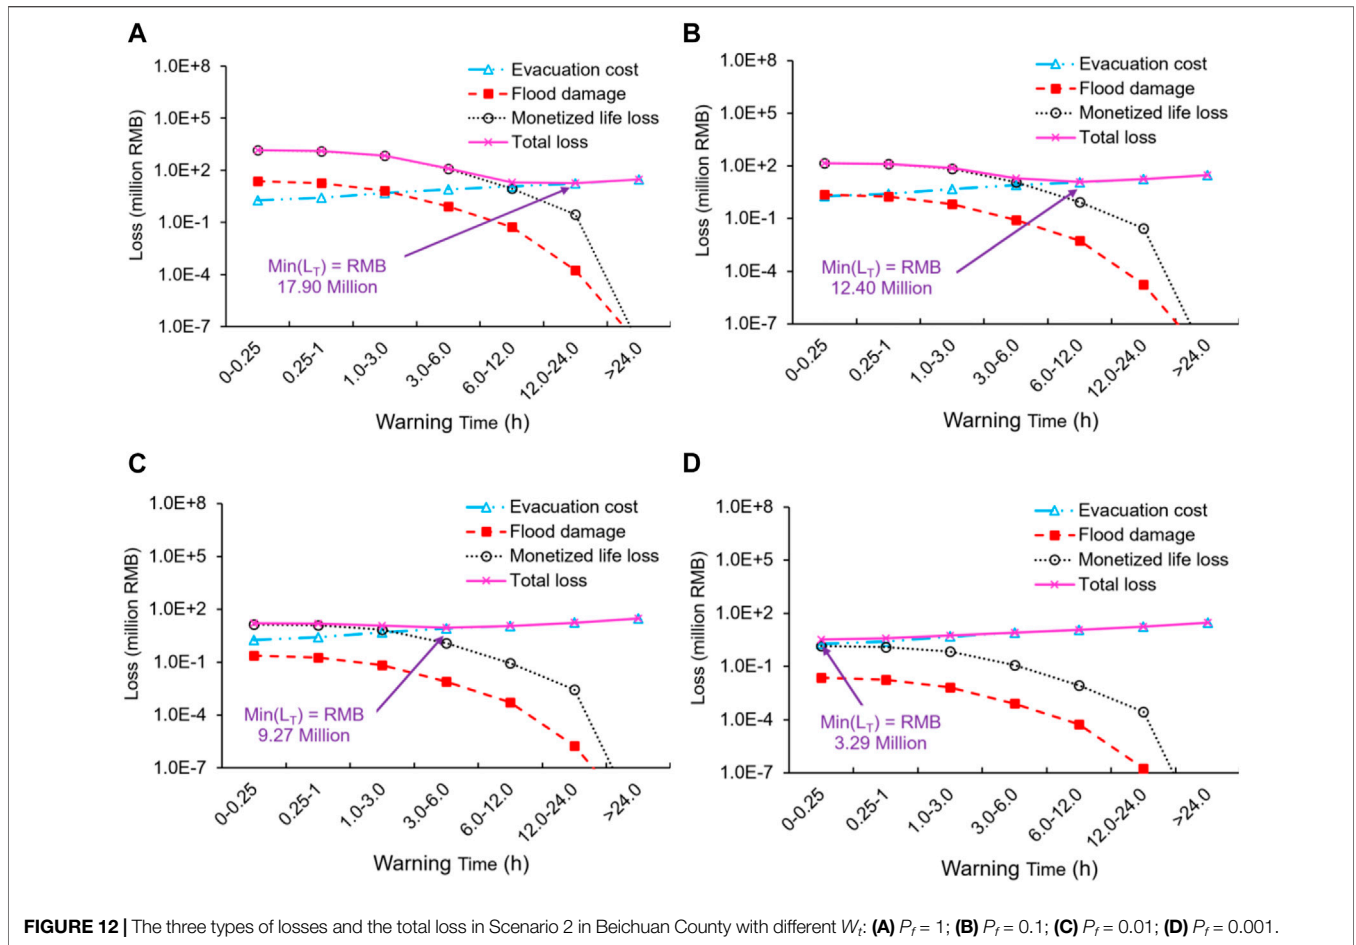 A
1.0E+8
1.0E+5
1.0E+2
1.0E-1
1.0E-4
1.0E-7
Loss (million RMB)
Evacuation cost
Flood damage
Monetized life loss
Total loss
Min(L_T) = RMB
17.90 Million
0-0.25
0.25-1
1.0-3.0
3.0-6.0
6.0-12.0
12.0-24.0
>24.0
Warning Time (h)
B
1.0E+8
1.0E+5
1.0E+2
1.0E-1
1.0E-4
1.0E-7
Loss (million RMB)
Evacuation cost
Flood damage
Monetized life loss
Total loss
Min(L_T) = RMB
12.40 Million
0-0.25
0.25-1
1.0-3.0
3.0-6.0
6.0-12.0
12.0-24.0
>24.0
Warning Time (h)
C
1.0E+8
1.0E+5
1.0E+2
1.0E-1
1.0E-4
1.0E-7
Loss (million RMB)
Evacuation cost
Flood damage
Monetized life loss
Total loss
Min(L_T) = RMB
9.27 Million
0-0.25
0.25-1
1.0-3.0
3.0-6.0
6.0-12.0
12.0-24.0
>24.0
Warning Time (h)
D
1.0E+8
1.0E+5
1.0E+2
1.0E-1
1.0E-4
1.0E-7
Loss (million RMB)
Evacuation cost
Flood damage
Monetized life loss
Total loss
Min(L_T) = RMB
3.29 Million
0-0.25
0.25-1
1.0-3.0
3.0-6.0
6.0-12.0
12.0-24.0
>24.0
Warning Time (h)
FIGURE 12 | The three types of losses and the total loss in Scenario 2 in Beichuan County with different W_t: (A) P_f = 1; (B) P_f = 0.1; (C) P_f = 0.01; (D) P_f = 0.001.